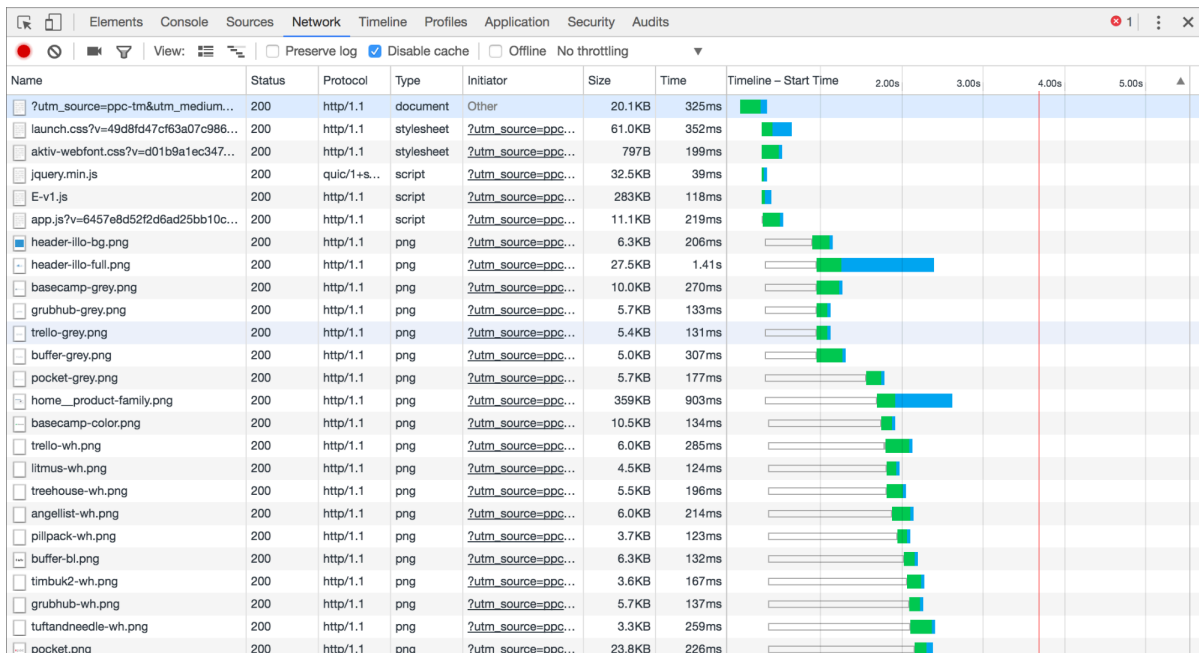 Elements Console Sources Network Timeline Profiles Application Security Audits 1
View: Preserve log Disable cache Offline No throttling
Name Status Protocol Type Initiator Size Time Timeline – Start Time 2.00s 3.00s 4.00s 5.00s
?utm_source=ppc-tm&utm_medium... 200 http/1.1 document Other 20.1KB 325ms
launch.css?v=49d8fd47cf63a07c986... 200 http/1.1 stylesheet ?utm_source=ppc... 61.0KB 352ms
aktiv-webfont.css?v=d01b9a1ec347... 200 http/1.1 stylesheet ?utm_source=ppc... 797B 199ms
jquery.min.js 200 quic/1+s... script ?utm_source=ppc... 32.5KB 39ms
E-v1.js 200 http/1.1 script ?utm_source=ppc... 283KB 118ms
app.js?v=6457e8d52f2d6ad25bb10c... 200 http/1.1 script ?utm_source=ppc... 11.1KB 219ms
header-illo-bg.png 200 http/1.1 png ?utm_source=ppc... 6.3KB 206ms
header-illo-full.png 200 http/1.1 png ?utm_source=ppc... 27.5KB 1.41s
basecamp-grey.png 200 http/1.1 png ?utm_source=ppc... 10.0KB 270ms
grubhub-grey.png 200 http/1.1 png ?utm_source=ppc... 5.7KB 133ms
trello-grey.png 200 http/1.1 png ?utm_source=ppc... 5.4KB 131ms
buffer-grey.png 200 http/1.1 png ?utm_source=ppc... 5.0KB 307ms
pocket-grey.png 200 http/1.1 png ?utm_source=ppc... 5.7KB 177ms
home__product-family.png 200 http/1.1 png ?utm_source=ppc... 359KB 903ms
basecamp-color.png 200 http/1.1 png ?utm_source=ppc... 10.5KB 134ms
trello-wh.png 200 http/1.1 png ?utm_source=ppc... 6.0KB 285ms
litmus-wh.png 200 http/1.1 png ?utm_source=ppc... 4.5KB 124ms
treehouse-wh.png 200 http/1.1 png ?utm_source=ppc... 5.5KB 196ms
angellist-wh.png 200 http/1.1 png ?utm_source=ppc... 6.0KB 214ms
pillpack-wh.png 200 http/1.1 png ?utm_source=ppc... 3.7KB 123ms
buffer-bl.png 200 http/1.1 png ?utm_source=ppc... 6.3KB 132ms
timbuk2-wh.png 200 http/1.1 png ?utm_source=ppc... 3.6KB 167ms
grubhub-wh.png 200 http/1.1 png ?utm_source=ppc... 5.7KB 137ms
tuftandneedle-wh.png 200 http/1.1 png ?utm_source=ppc... 3.3KB 259ms
pocket.png 200 http/1.1 png ?utm_source=ppc... 23.8KB 226ms